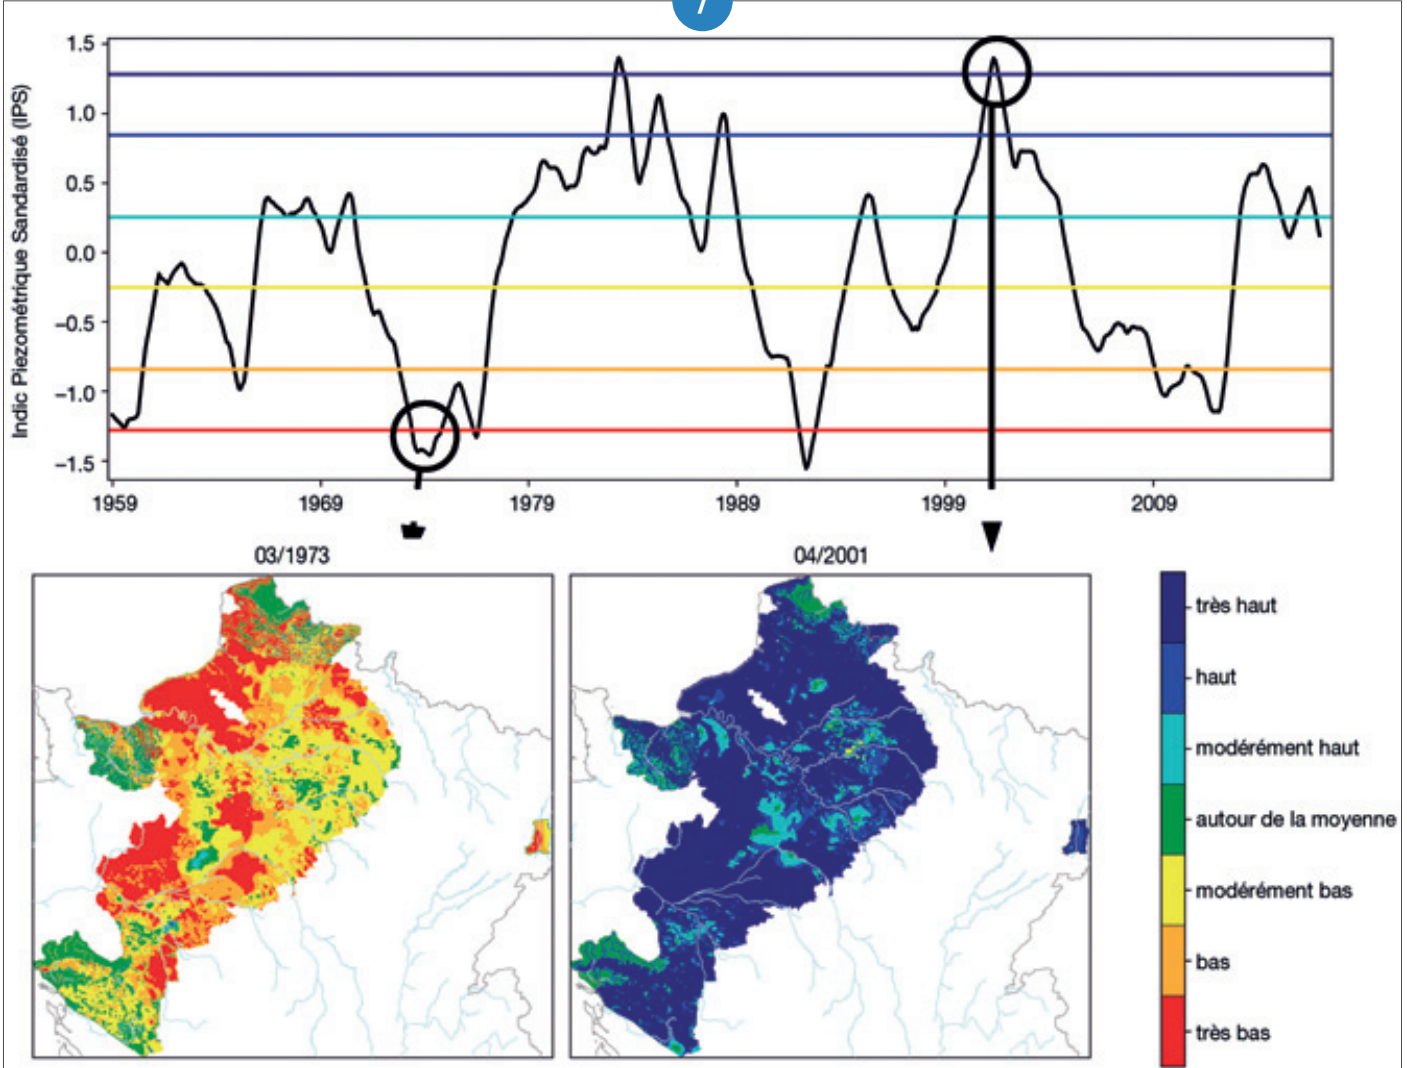 7
Indic Piezométrique Sandardisé (IPS)
1.5
1.0
0.5
0.0
−0.5
−1.0
−1.5
1959 1969 1979 1989 1999 2009
03/1973 04/2001
très haut
haut
modérément haut
autour de la moyenne
modérément bas
bas
très bas